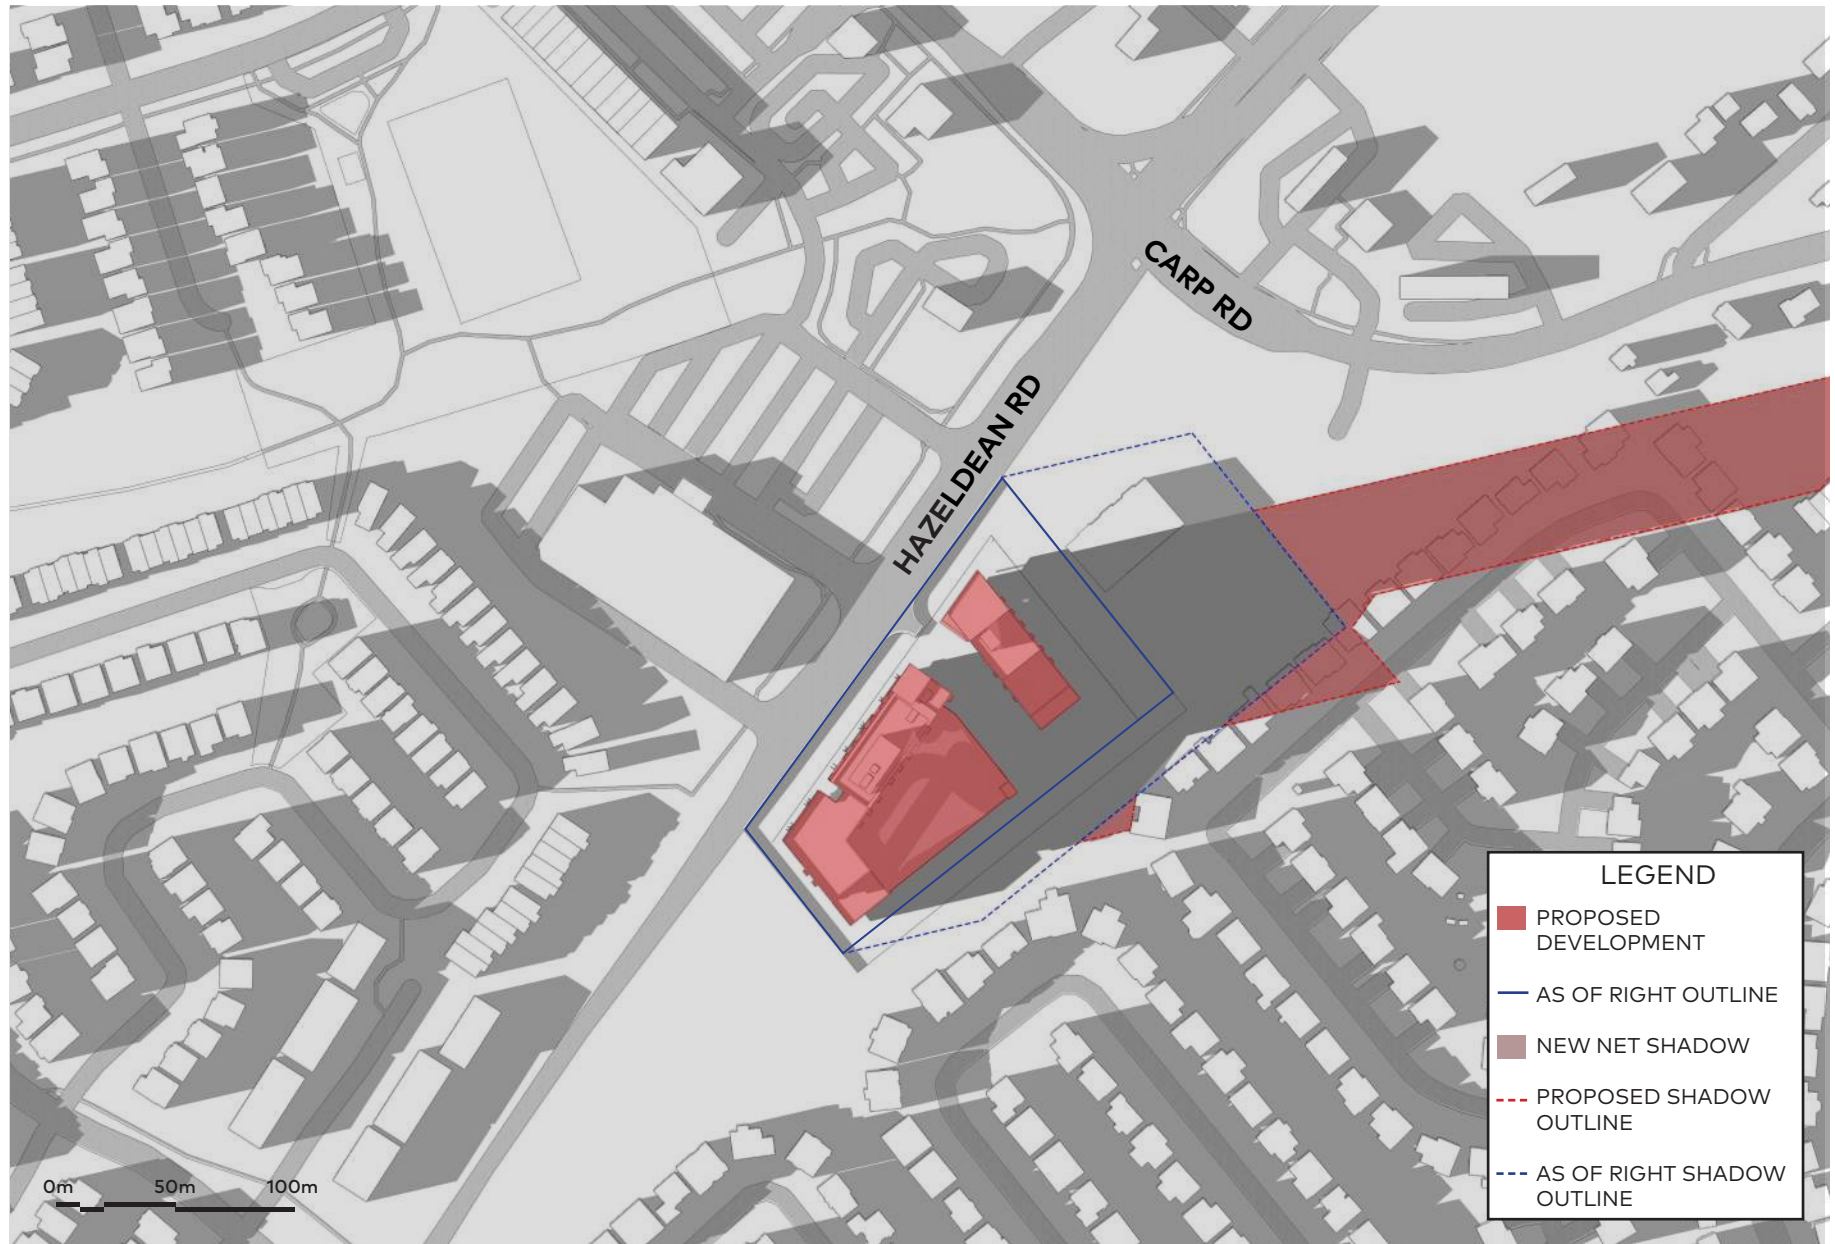 CARP RD
HAZELDEAN RD
LEGEND
PROPOSED
DEVELOPMENT
AS OF RIGHT OUTLINE
NEW NET SHADOW
PROPOSED SHADOW
OUTLINE
AS OF RIGHT SHADOW
OUTLINE
0m 50m 100m